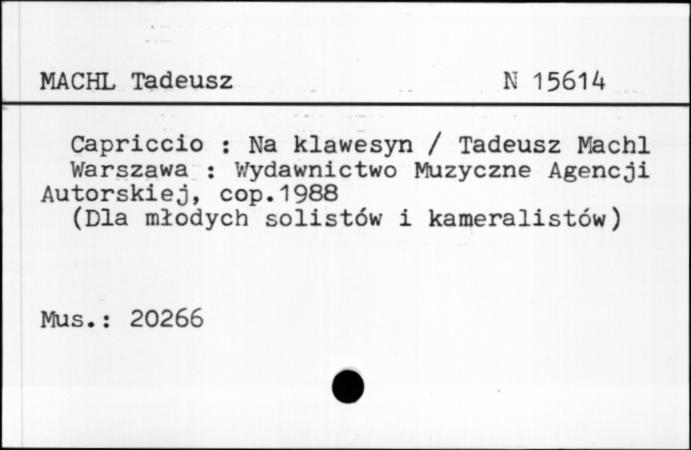 MACHL Tadeusz N 15614
Capriccio : Na klawesyn / Tadeusz Machl
Warszawa : Wydawnictwo Muzyczne Agencji
Autorskiej, cop.1988
(Dla młodych solistów i kameralistów)
Mus.: 20266